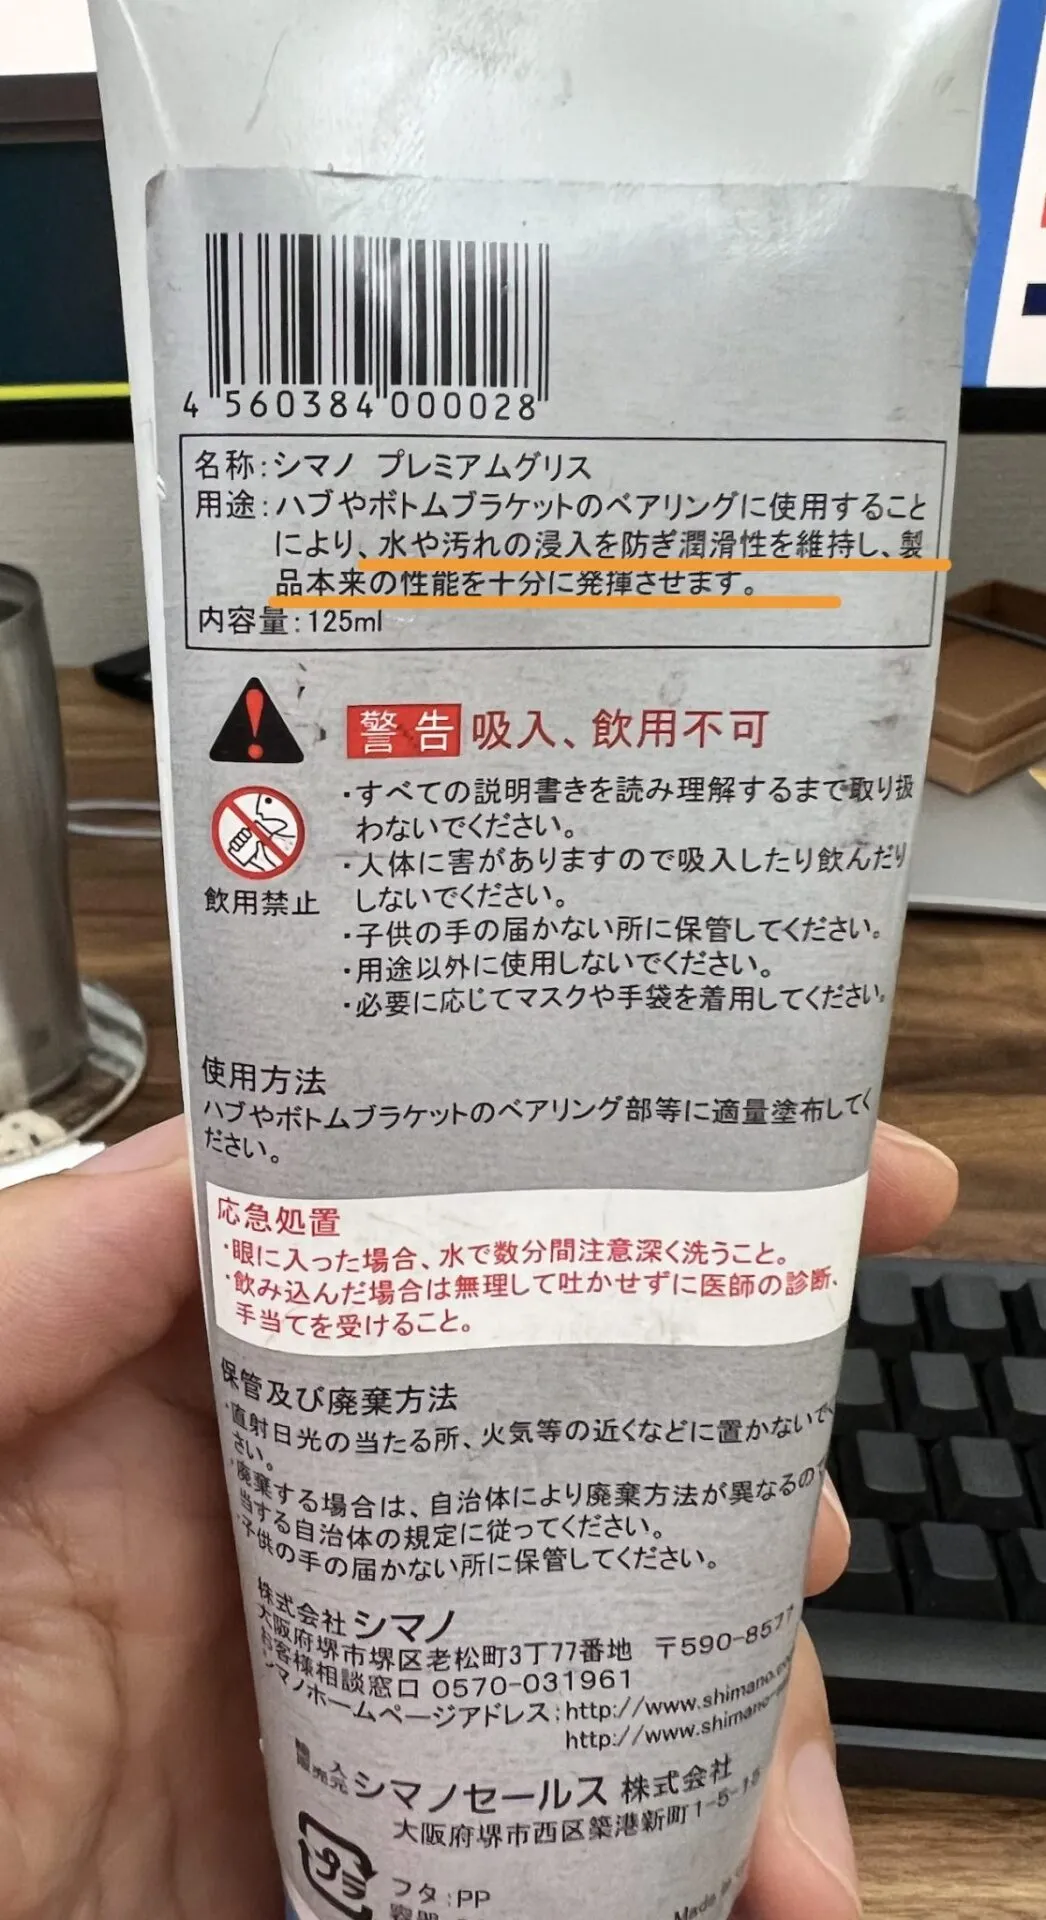 4 560384 000028
名称:シマノ プレミアムグリス
用途:ハブやボトムブラケットのベアリングに使用すること
により、水や汚れの浸入を防ぎ潤滑性を維持し、製
品本来の性能を十分に発揮させます。
内容量:125ml
警告 吸入、飲用不可
飲用禁止
・すべての説明書きを読み理解するまで取り扱
わないでください。
・人体に害がありますので吸入したり飲んだり
しないでください。
・子供の手の届かない所に保管してください。
・用途以外に使用しないでください。
・必要に応じてマスクや手袋を着用してください。
使用方法
ハブやボトムブラケットのベアリング部等に適量塗布してく
ださい。
応急処置
・眼に入った場合、水で数分間注意深く洗うこと。
・飲み込んだ場合は無理して吐かせずに医師の診断、
手当てを受けること。
保管及び廃棄方法
・直射日光の当たる所、火気等の近くなどに置かないで
さい。
・廃棄する場合は、自治体により廃棄方法が異なるの
当する自治体の規定に従ってください。
・子供の手の届かない所に保管してください。
株式会社シマノ
大阪府堺市堺区老松町3丁77番地 〒590-8577
お客様相談窓口 0570-031961
シマノホームページアドレス:http://www.shimano.co
http://www.shimano-
販売元 シマノセールス 株式会社
大阪府堺市西区築港新町1-5-15
プラ
フタ:PP
Made in